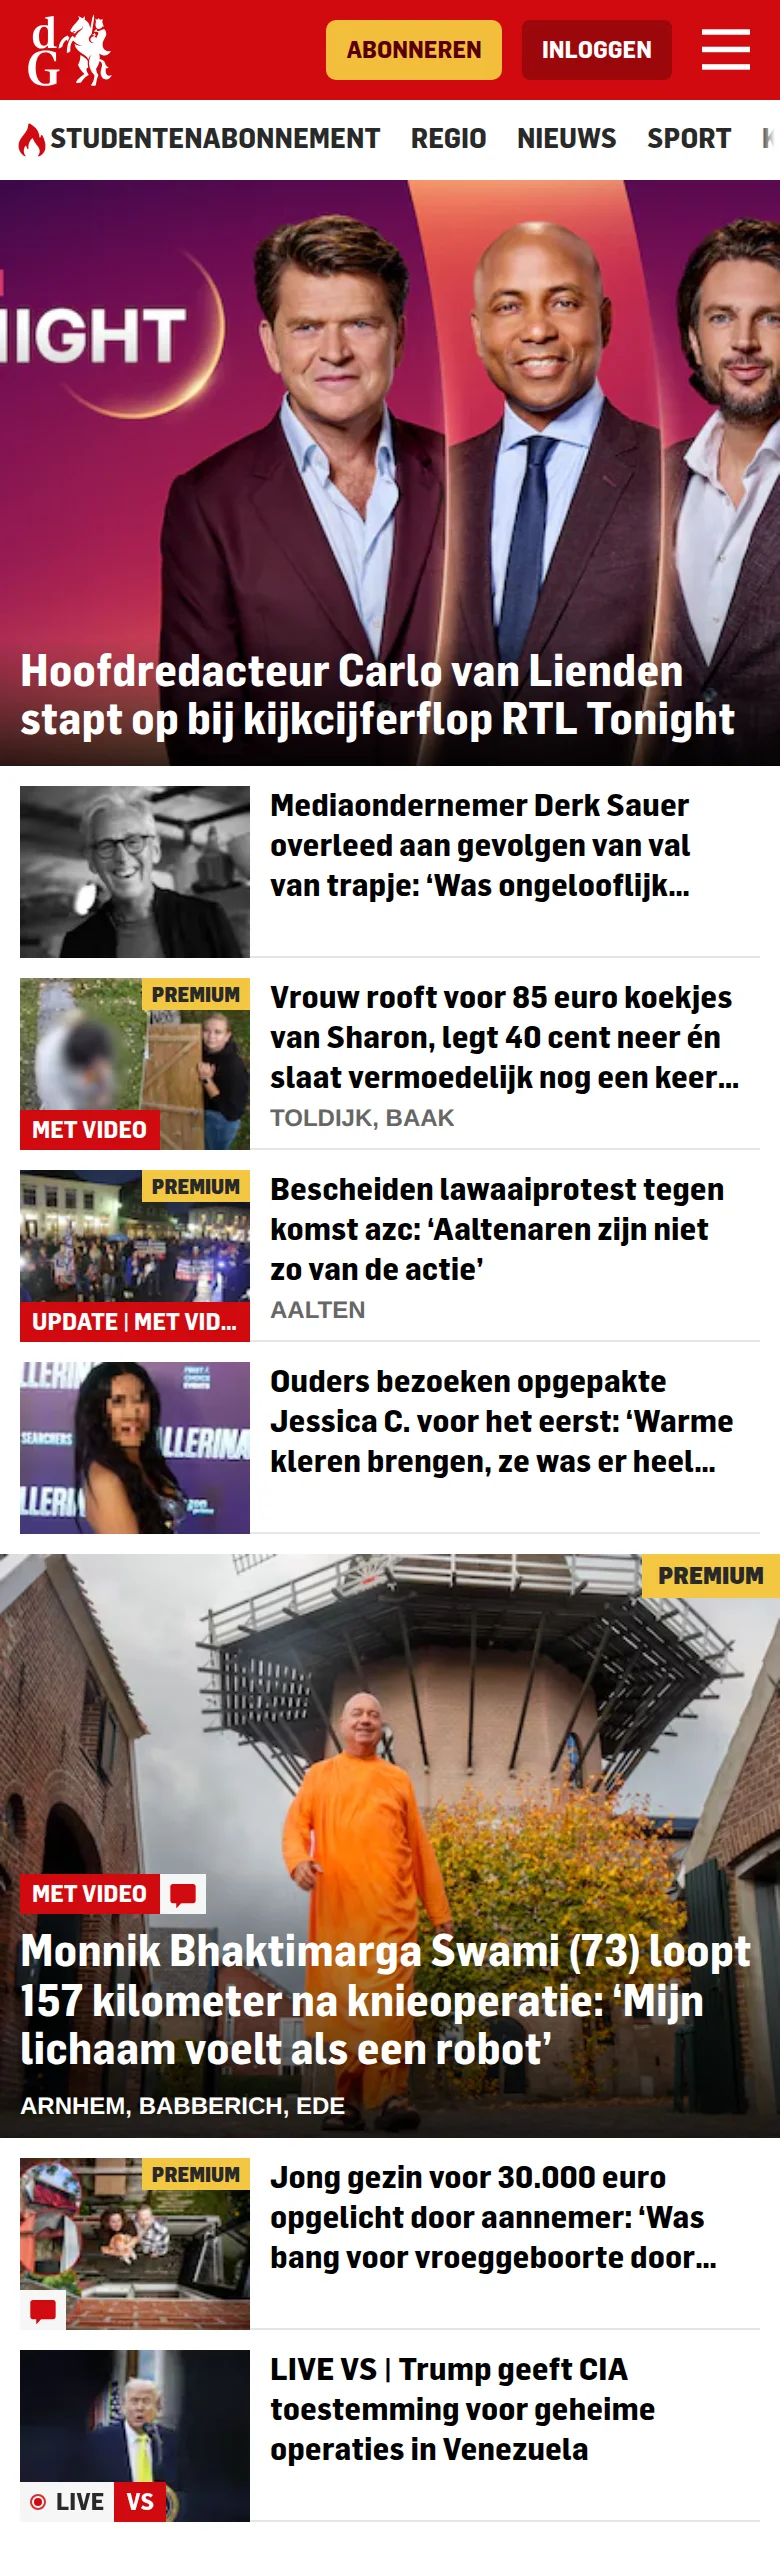 dG
ABONNEREN
INLOGGEN
STUDENTENABONNEMENT REGIO NIEUWS SPORT
NIGHT
Hoofdredacteur Carlo van Lienden
stapt op bij kijkcijferflop RTL Tonight
Mediaondernemer Derk Sauer
overleed aan gevolgen van val
van trapje: ‘Was ongelooflijk...
PREMIUM
MET VIDEO
Vrouw rooft voor 85 euro koekjes
van Sharon, legt 40 cent neer én
slaat vermoedelijk nog een keer...
TOLDIJK, BAAK
PREMIUM
UPDATE | MET VID...
Bescheiden lawaaiprotest tegen
komst azc: ‘Aaltenaren zijn niet
zo van de actie’
AALTEN
LLERINA
Ouders bezoeken opgepakte
Jessica C. voor het eerst: ‘Warme
kleren brengen, ze was er heel...
PREMIUM
MET VIDEO
Monnik Bhaktimarga Swami (73) loopt
157 kilometer na knieoperatie: ‘Mijn
lichaam voelt als een robot’
ARNHEM, BABBERICH, EDE
PREMIUM
Jong gezin voor 30.000 euro
opgelicht door aannemer: ‘Was
bang voor vroeggeboorte door...
LIVE VS
LIVE VS | Trump geeft CIA
toestemming voor geheime
operaties in Venezuela